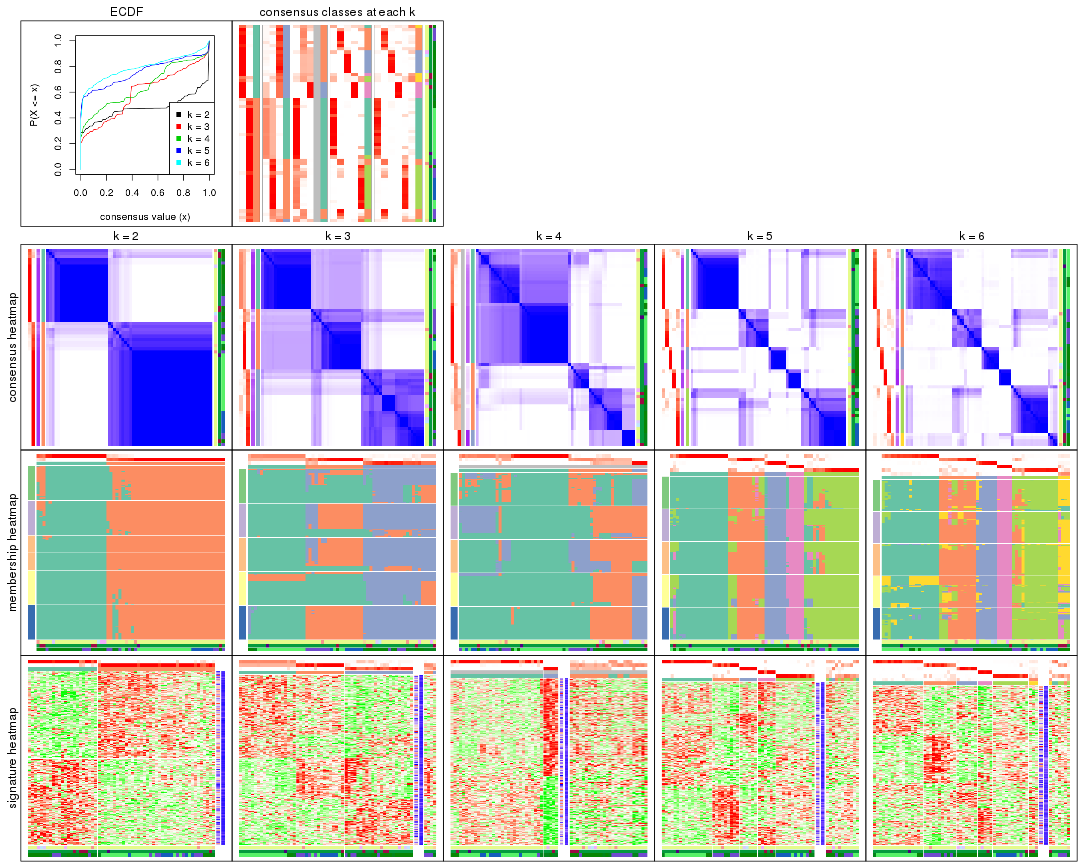 ECDF
consensus classes at each k
P(X <= x)
0.0 0.2 0.4 0.6 0.8 1.0
k = 2
k = 3
k = 4
k = 5
k = 6
0.0 0.2 0.4 0.6 0.8 1.0
consensus value (x)
k = 2
k = 3
k = 4
k = 5
k = 6
consensus heatmap
membership heatmap
signature heatmap